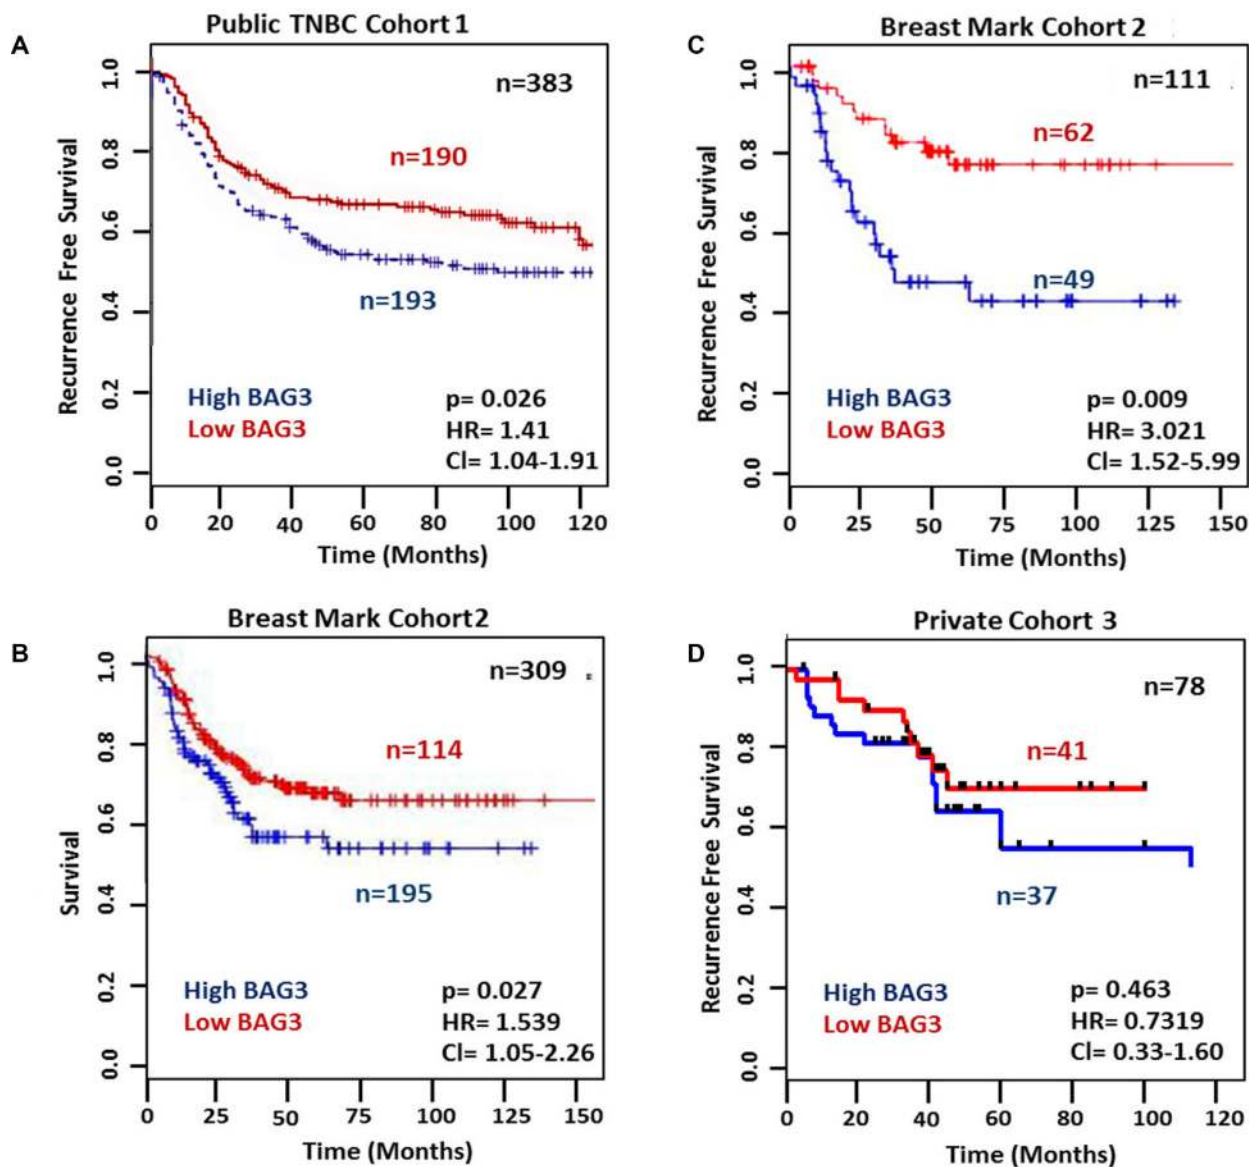 A
Public TNBC Cohort 1
n=383
n=190
n=193
High BAG3
Low BAG3
p= 0.026
HR= 1.41
CI= 1.04-1.91
Recurrence Free Survival
0.0 0.2 0.4 0.6 0.8 1.0
0 20 40 60 80 100 120
Time (Months)
C
Breast Mark Cohort 2
n=111
n=62
n=49
High BAG3
Low BAG3
p= 0.009
HR= 3.021
CI= 1.52-5.99
Recurrence Free Survival
0.0 0.2 0.4 0.6 0.8 1.0
0 25 50 75 100 125 150
Time (Months)
B
Breast Mark Cohort2
n=309
n=114
n=195
High BAG3
Low BAG3
p= 0.027
HR= 1.539
CI= 1.05-2.26
Survival
0.0 0.2 0.4 0.6 0.8 1.0
0 25 50 75 100 125 150
Time (Months)
D
Private Cohort 3
n=78
n=41
n=37
High BAG3
Low BAG3
p= 0.463
HR= 0.7319
CI= 0.33-1.60
Recurrence Free Survival
0.0 0.2 0.4 0.6 0.8 1.0
0 20 40 60 80 100 120
Time (Months)